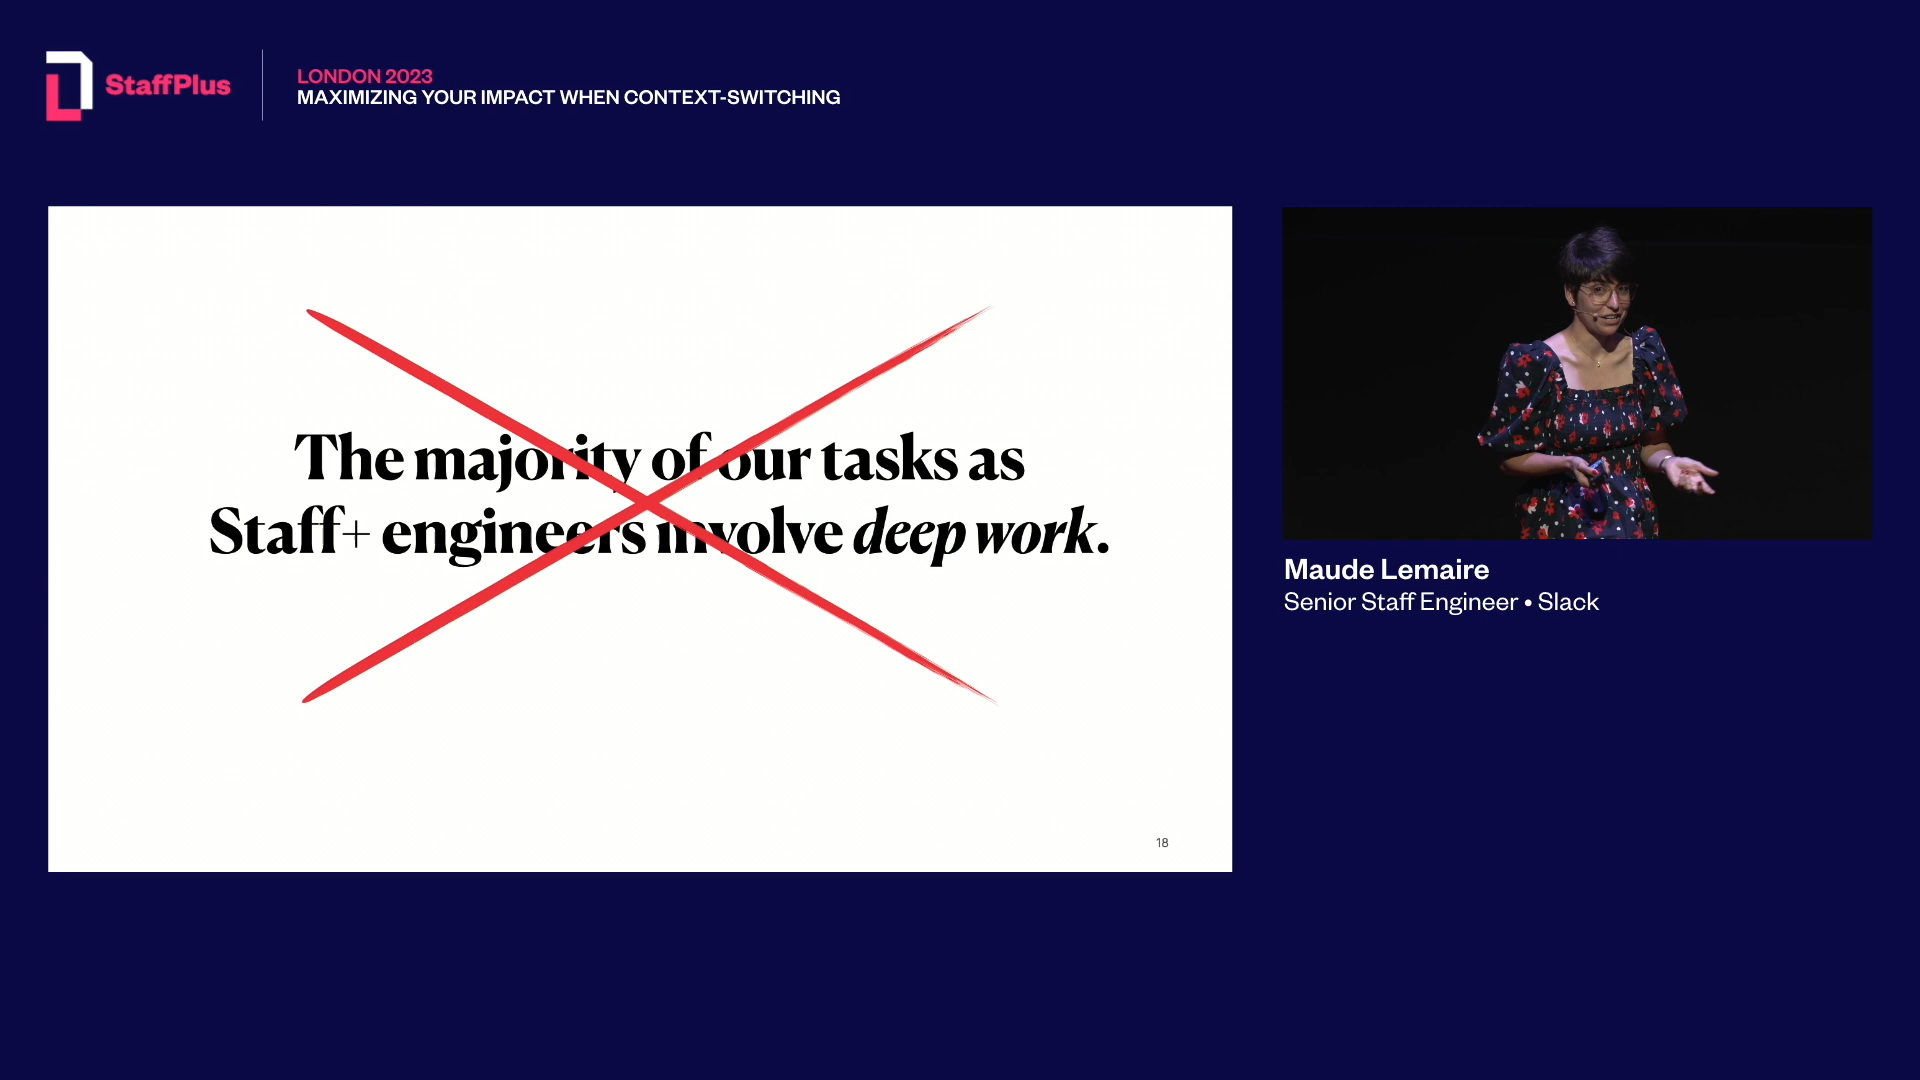 StaffPlus
LONDON 2023
MAXIMIZING YOUR IMPACT WHEN CONTEXT-SWITCHING
The majority of our tasks as
Staff+ engineers involve deep work.
18
Maude Lemaire
Senior Staff Engineer • Slack